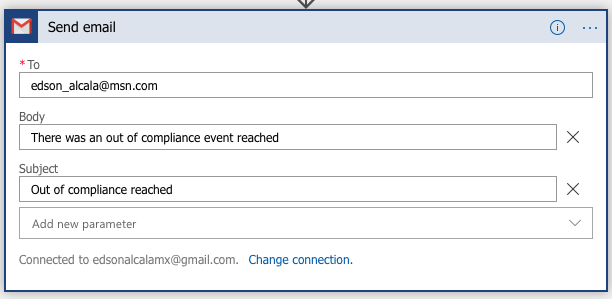 Send email
* To
edson_alcala@msn.com
Body
There was an out of compliance event reached
Subject
Out of compliance reached
Add new parameter
Connected to edsonalcalamx@gmail.com. Change connection.